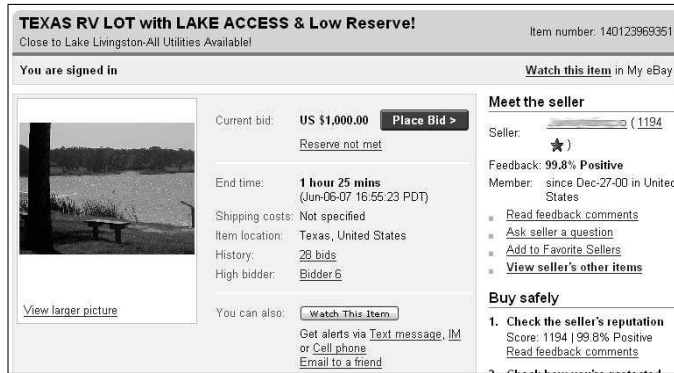 TEXAS RV LOT with LAKE ACCESS & Low Reserve!
Close to Lake Livingston-All Utilities Available!
Item number: 140123969351
You are signed in
Watch this item in My eBay
Current bid: US $1,000.00 Place Bid >
Reserve not met
End time: 1 hour 25 mins
(Jun-06-07 16:55:23 PDT)
Shipping costs: Not specified
Item location: Texas, United States
History: 28 bids
High bidder: Bidder 6
You can also: Watch This Item
Get alerts via Text message, IM
or Cell phone
Email to a friend
View larger picture
Meet the seller
Seller: ( 1194
)
Feedback: 99.8% Positive
Member: since Dec-27-00 in United
States
Read feedback comments
Ask seller a question
Add to Favorite Sellers
View seller's other items
Buy safely
1. Check the seller's reputation
Score: 1194 | 99.8% Positive
Read feedback comments